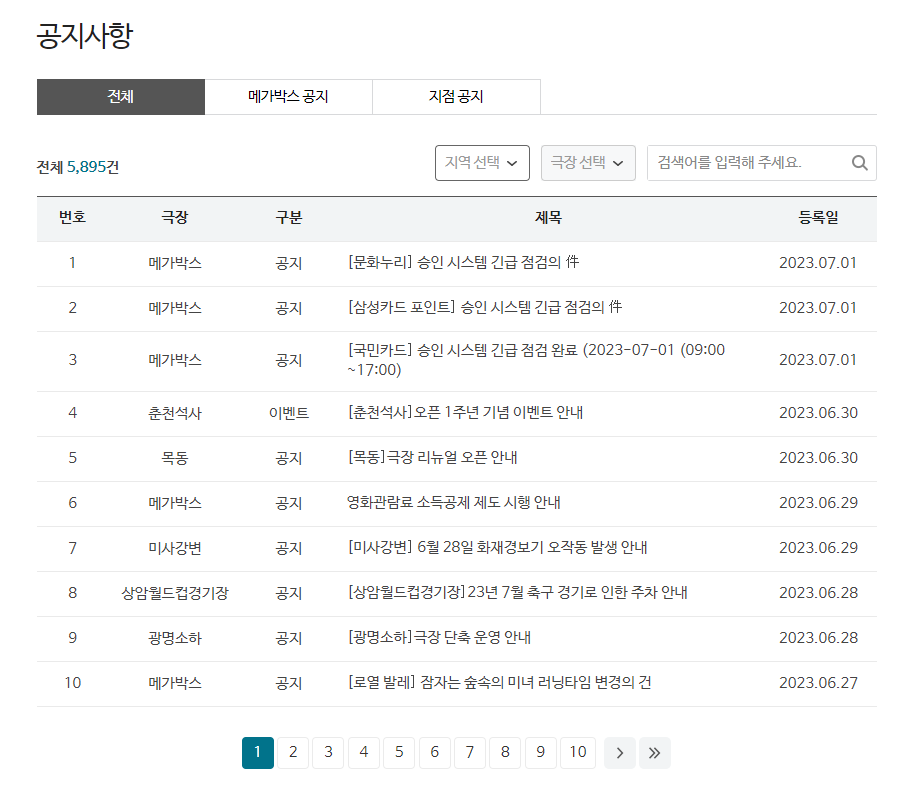 공지사항
전체 메가박스 공지 지점 공지
전체 5,895건 지역 선택 극장 선택 검색어를 입력해 주세요.
번호 극장 구분 제목 등록일
1 메가박스 공지 [문화누리] 승인 시스템 긴급 점검의 件 2023.07.01
2 메가박스 공지 [삼성카드 포인트] 승인 시스템 긴급 점검의 件 2023.07.01
3 메가박스 공지 [국민카드] 승인 시스템 긴급 점검 완료 (2023-07-01 (09:00
~17:00) 2023.07.01
4 춘천석사 이벤트 [춘천석사]오픈 1주년 기념 이벤트 안내 2023.06.30
5 목동 공지 [목동]극장 리뉴얼 오픈 안내 2023.06.30
6 메가박스 공지 영화관람료 소득공제 제도 시행 안내 2023.06.29
7 미사강변 공지 [미사강변] 6월 28일 화재경보기 오작동 발생 안내 2023.06.29
8 상암월드컵경기장 공지 [상암월드컵경기장]23년 7월 축구 경기로 인한 주차 안내 2023.06.28
9 광명소하 공지 [광명소하]극장 단축 운영 안내 2023.06.28
10 메가박스 공지 [로열 발레] 잠자는 숲속의 미녀 러닝타임 변경의 건 2023.06.27
1 2 3 4 5 6 7 8 9 10